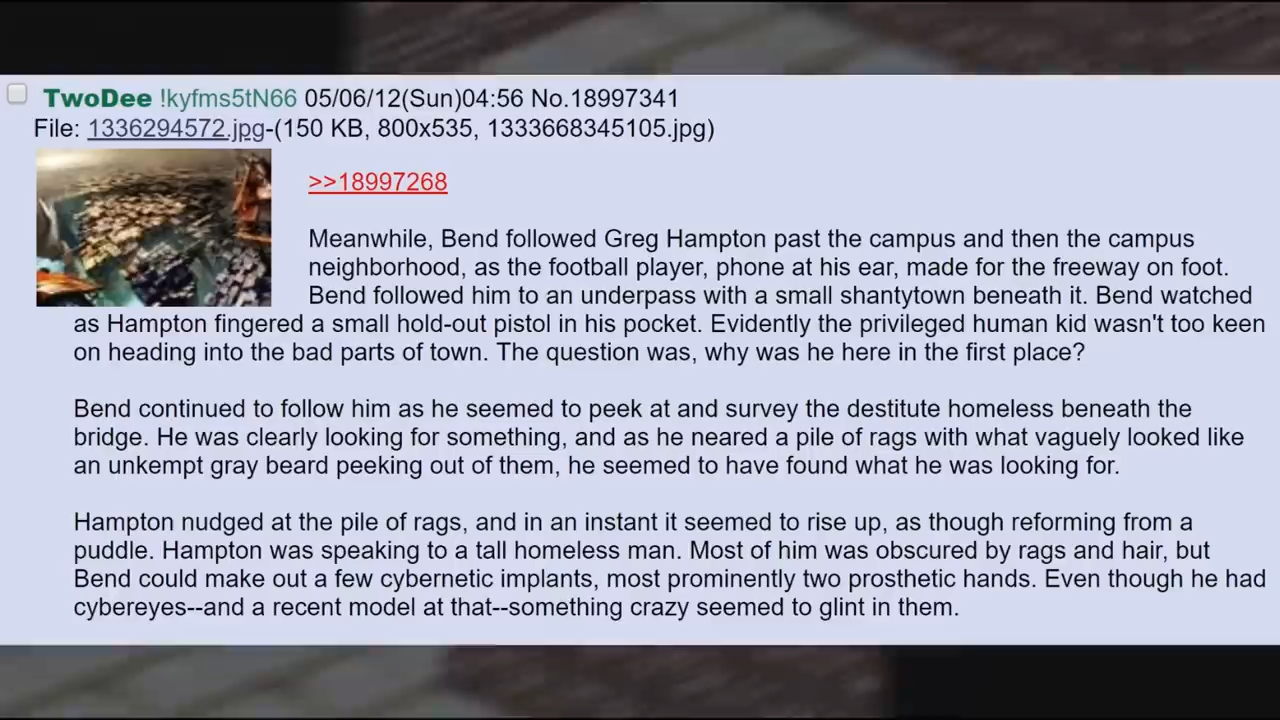 TwoDee !kyfms5tN66 05/06/12(Sun)04:56 No.18997341
File: 1336294572.jpg-(150 KB, 800x535, 1333668345105.jpg)
>>18997268
Meanwhile, Bend followed Greg Hampton past the campus and then the campus
neighborhood, as the football player, phone at his ear, made for the freeway on foot.
Bend followed him to an underpass with a small shantytown beneath it. Bend watched
as Hampton fingered a small hold-out pistol in his pocket. Evidently the privileged human kid wasn't too keen
on heading into the bad parts of town. The question was, why was he here in the first place?
Bend continued to follow him as he seemed to peek at and survey the destitute homeless beneath the
bridge. He was clearly looking for something, and as he neared a pile of rags with what vaguely looked like
an unkempt gray beard peeking out of them, he seemed to have found what he was looking for.
Hampton nudged at the pile of rags, and in an instant it seemed to rise up, as though reforming from a
puddle. Hampton was speaking to a tall homeless man. Most of him was obscured by rags and hair, but
Bend could make out a few cybernetic implants, most prominently two prosthetic hands. Even though he had
cybereyes--and a recent model at that--something crazy seemed to glint in them.